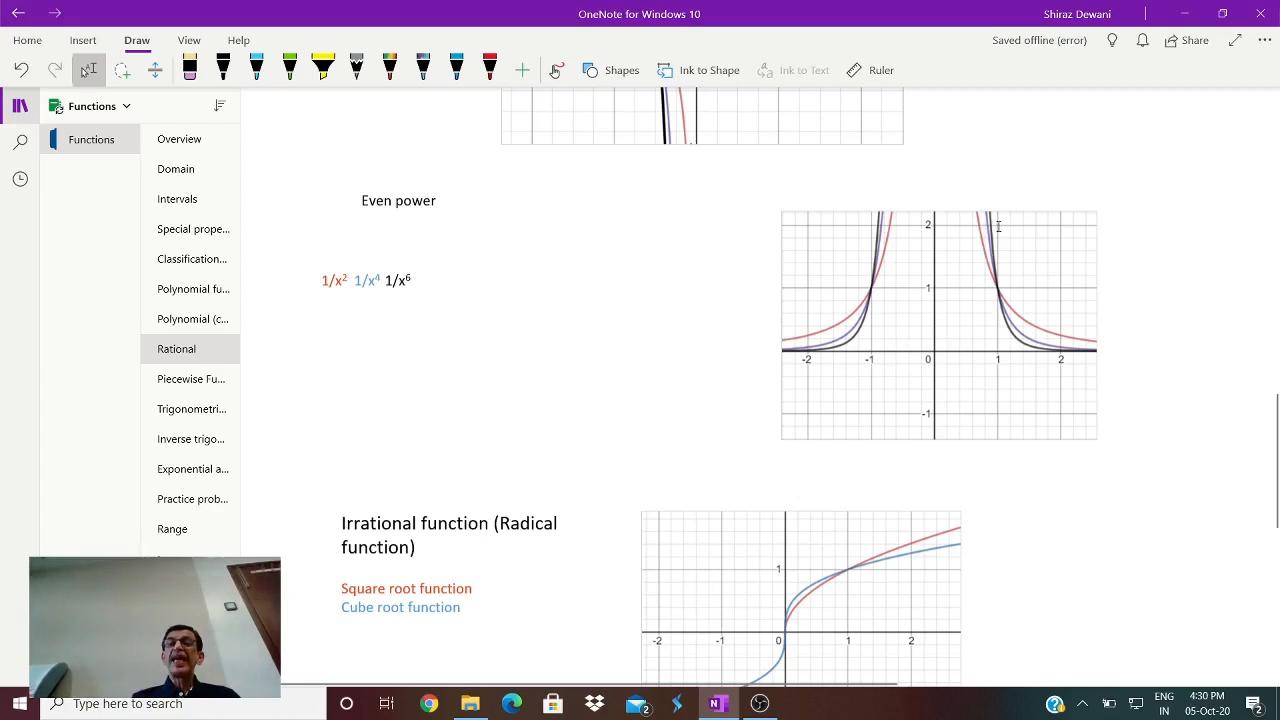 OneNote for Windows 10
Shiraz Dewani
Home Insert Draw View Help
Saved offline (error)
Share
Shapes
Ink to Shape
Ink to Text
Ruler
Functions
Functions
Overview
Domain
Intervals
Special prope...
Classification...
Polynomial fu...
Polynomial (c...
Rational
Piecewise Fu...
Trigonometri...
Inverse trigo...
Exponential a...
Practice prob...
Range
Even power
1/x² 1/x⁴ 1/x⁶
2
1
-2 -1 0 1 2
-1
Irrational function (Radical
function)
Square root function
Cube root function
1
-2 -1 0 1 2
Type here to search
2
ENG
IN
4:30 PM
05-Oct-20
2